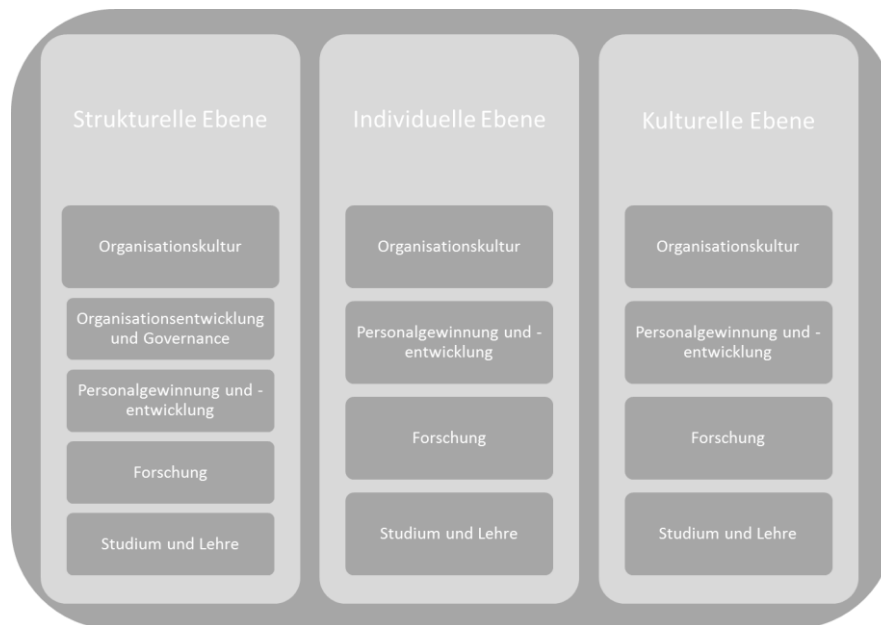 Strukturelle Ebene
Organisationskultur
Organisationsentwicklung
und Governance
Personalgewinnung und -
entwicklung
Forschung
Studium und Lehre
Individuelle Ebene
Organisationskultur
Personalgewinnung und -
entwicklung
Forschung
Studium und Lehre
Kulturelle Ebene
Organisationskultur
Personalgewinnung und -
entwicklung
Forschung
Studium und Lehre